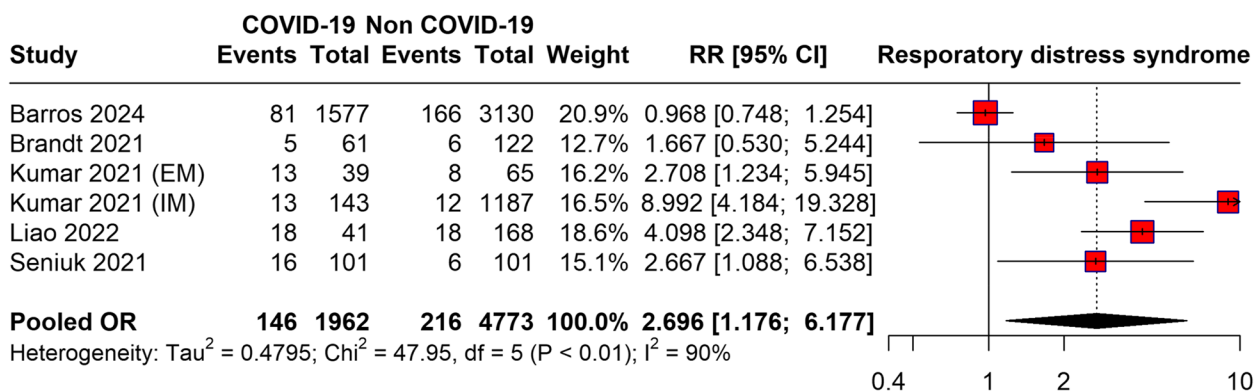 COVID-19 Non COVID-19
Study Events Total Events Total Weight RR [95% CI] Resporatory distress syndrome
Barros 2024 81 1577 166 3130 20.9% 0.968 [0.748; 1.254]
Brandt 2021 5 61 6 122 12.7% 1.667 [0.530; 5.244]
Kumar 2021 (EM) 13 39 8 65 16.2% 2.708 [1.234; 5.945]
Kumar 2021 (IM) 13 143 12 1187 16.5% 8.992 [4.184; 19.328]
Liao 2022 18 41 18 168 18.6% 4.098 [2.348; 7.152]
Seniuk 2021 16 101 6 101 15.1% 2.667 [1.088; 6.538]
Pooled OR 146 1962 216 4773 100.0% 2.696 [1.176; 6.177]
Heterogeneity: Tau² = 0.4795; Chi² = 47.95, df = 5 (P < 0.01); I² = 90%
0.4 1 2 10